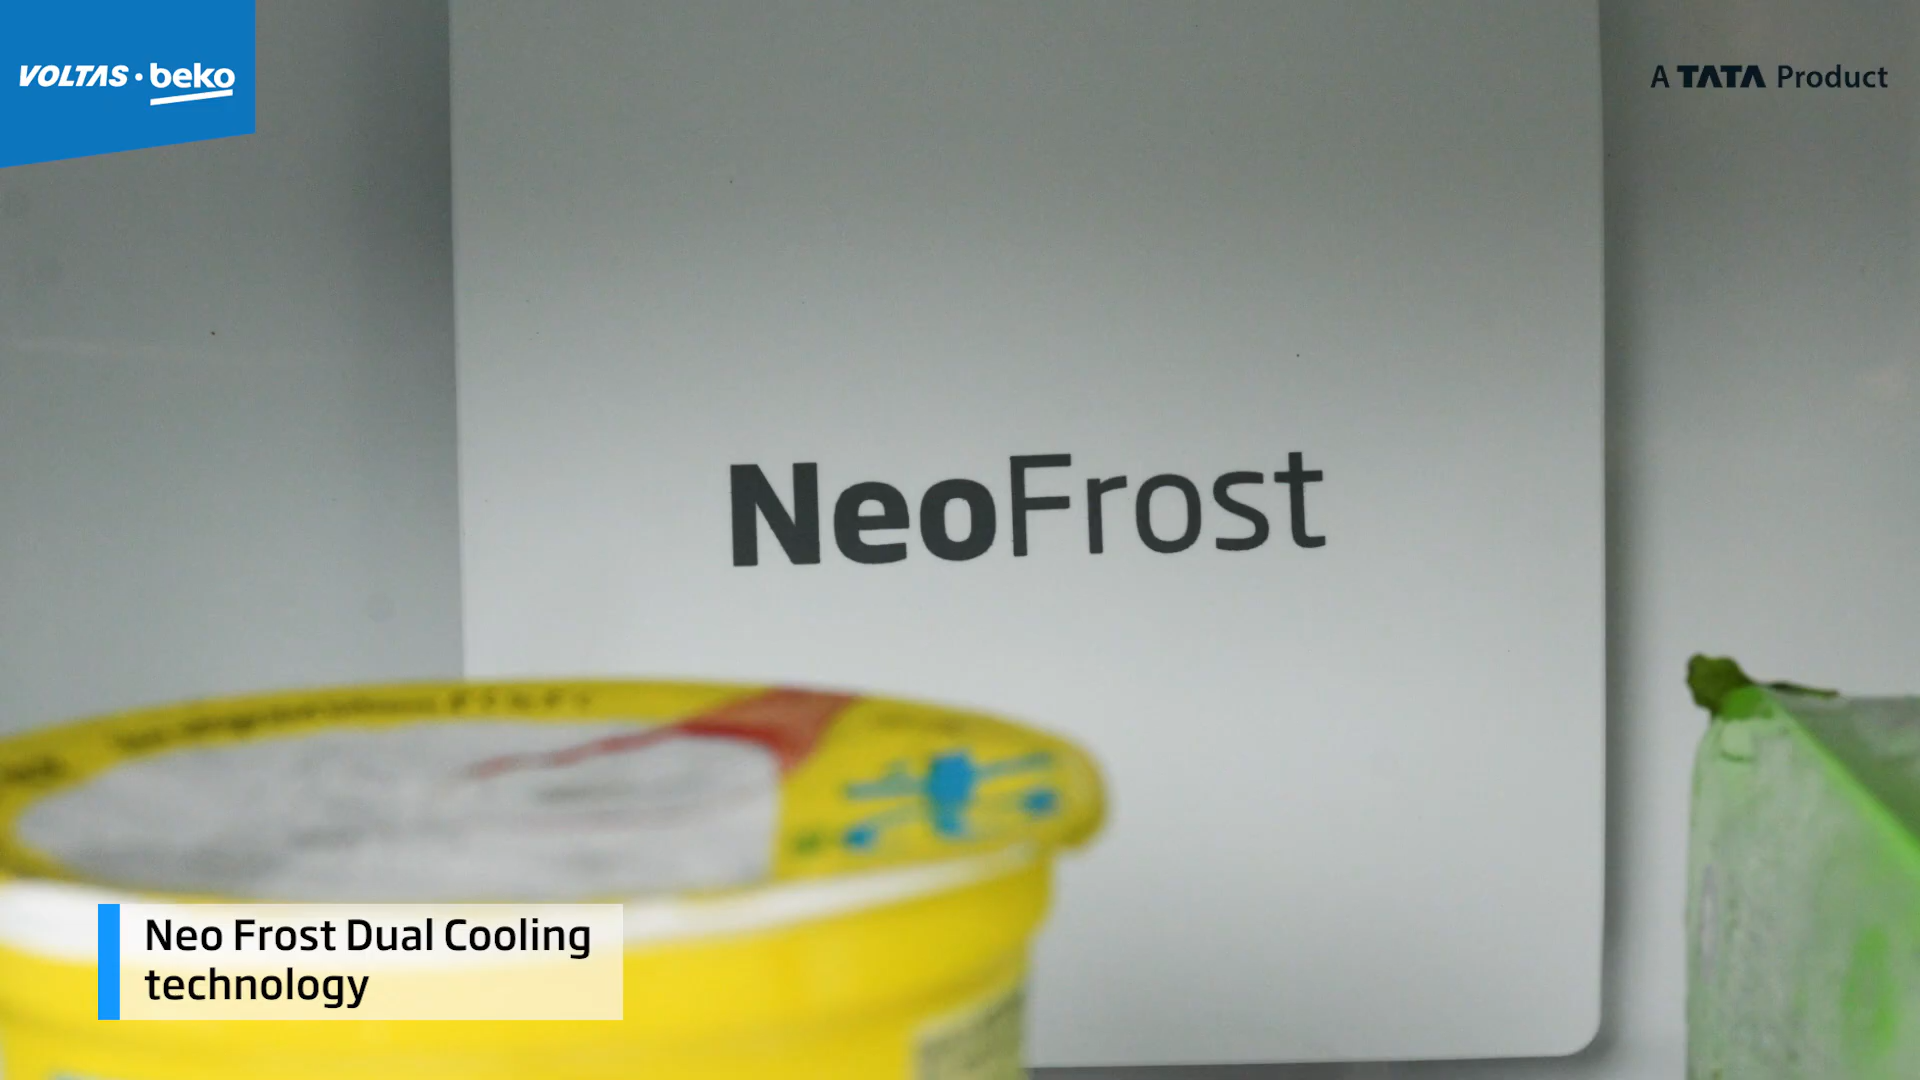 VOLTAS • beko
A TATA Product
NeoFrost
Neo Frost Dual Cooling
technology